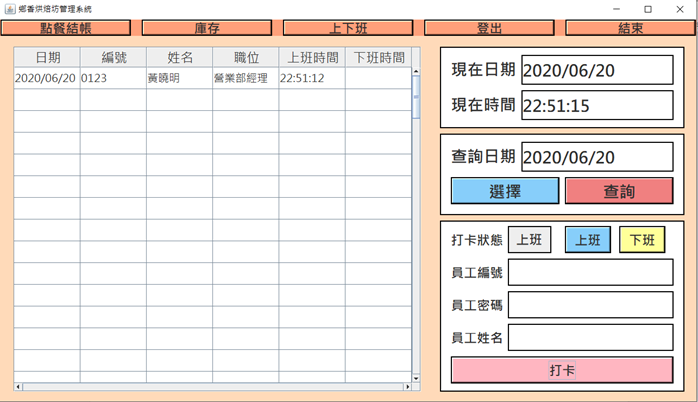 鄉香烘焙坊管理系統
點餐結帳 庫存 上下班 登出 結束
日期 編號 姓名 職位 上班時間 下班時間
2020/06/20 0123 黃曉明 營業部經理 22:51:12
現在日期 2020/06/20
現在時間 22:51:15
查詢日期 2020/06/20
選擇 查詢
打卡狀態 上班 上班 下班
員工編號
員工密碼
員工姓名
打卡